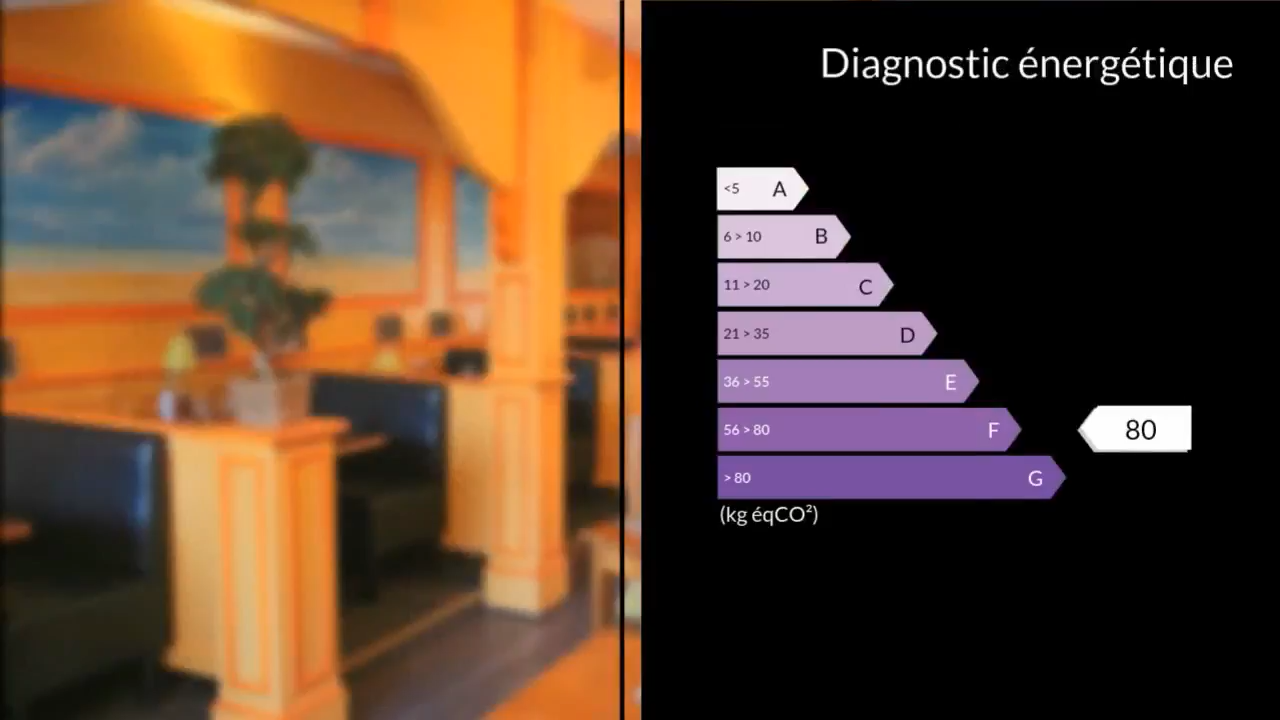 Diagnostic énergétique
<5 A
6 > 10 B
11 > 20 C
21 > 35 D
36 > 55 E
56 > 80 F
80
> 80 G
(kg éqCO²)